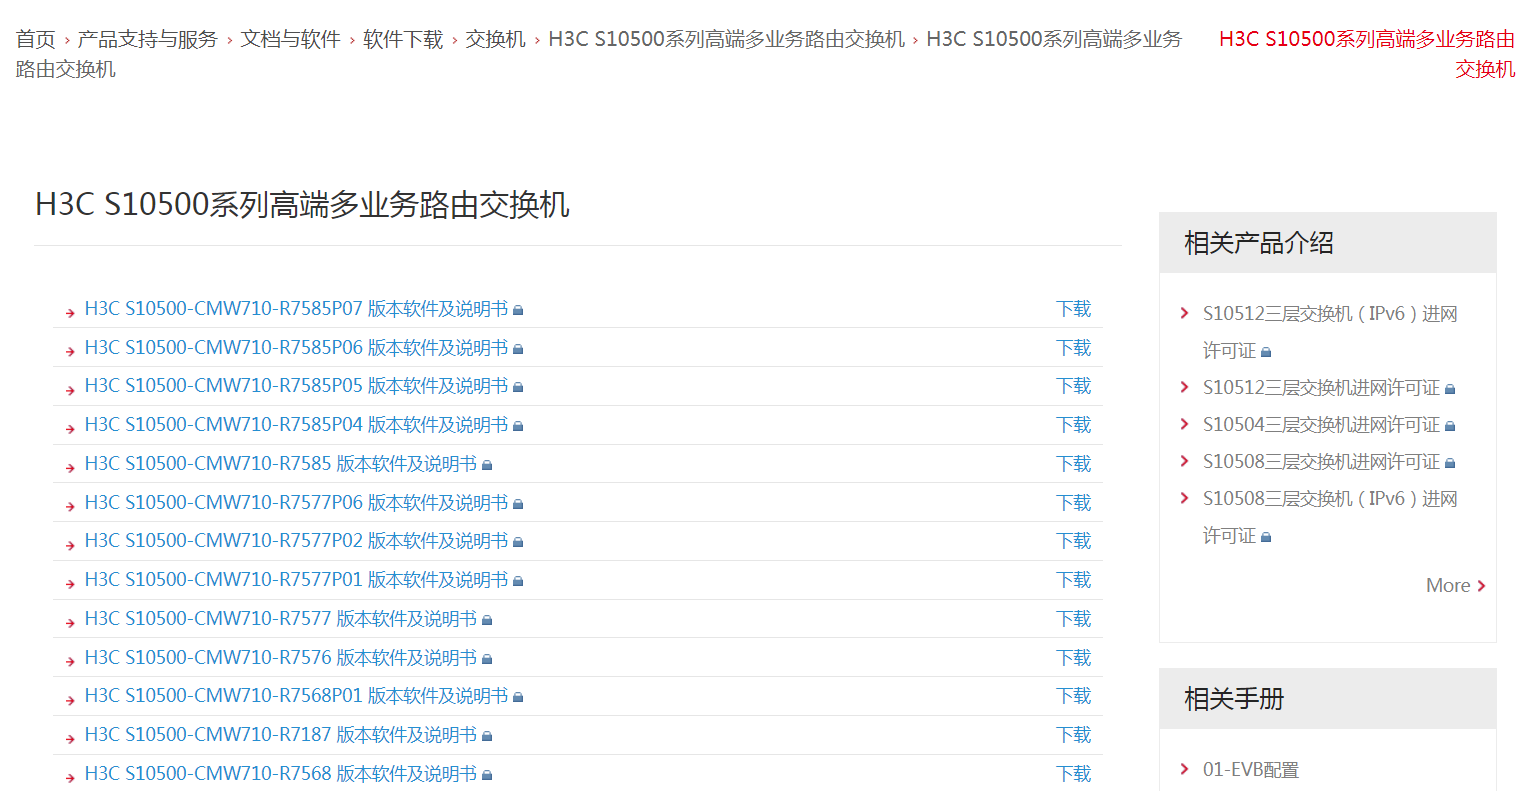 首页 › 产品支持与服务 › 文档与软件 › 软件下载 › 交换机 › H3C S10500系列高端多业务路由交换机 › H3C S10500系列高端多业务
路由交换机
H3C S10500系列高端多业务路由
交换机
H3C S10500系列高端多业务路由交换机
H3C S10500-CMW710-R7585P07 版本软件及说明书 下载
H3C S10500-CMW710-R7585P06 版本软件及说明书 下载
H3C S10500-CMW710-R7585P05 版本软件及说明书 下载
H3C S10500-CMW710-R7585P04 版本软件及说明书 下载
H3C S10500-CMW710-R7585 版本软件及说明书 下载
H3C S10500-CMW710-R7577P06 版本软件及说明书 下载
H3C S10500-CMW710-R7577P02 版本软件及说明书 下载
H3C S10500-CMW710-R7577P01 版本软件及说明书 下载
H3C S10500-CMW710-R7577 版本软件及说明书 下载
H3C S10500-CMW710-R7576 版本软件及说明书 下载
H3C S10500-CMW710-R7568P01 版本软件及说明书 下载
H3C S10500-CMW710-R7187 版本软件及说明书 下载
H3C S10500-CMW710-R7568 版本软件及说明书 下载
相关产品介绍
S10512三层交换机（IPv6）进网
许可证
S10512三层交换机进网许可证
S10504三层交换机进网许可证
S10508三层交换机进网许可证
S10508三层交换机（IPv6）进网
许可证
More
相关手册
01-EVB配置